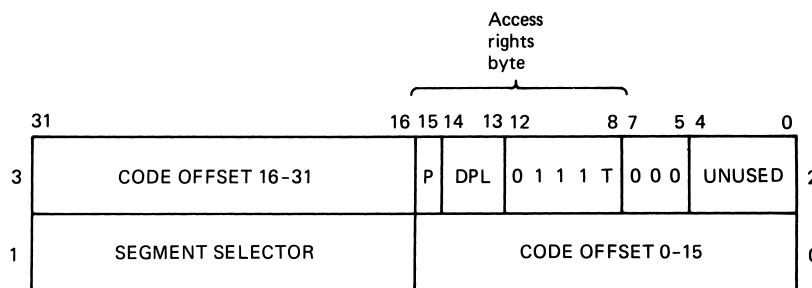 Access
rights
byte
31 16 15 14 13 12 8 7 5 4 0
3 CODE OFFSET 16-31 P DPL 0 1 1 1 T 0 0 0 UNUSED 2
1 SEGMENT SELECTOR CODE OFFSET 0-15 0